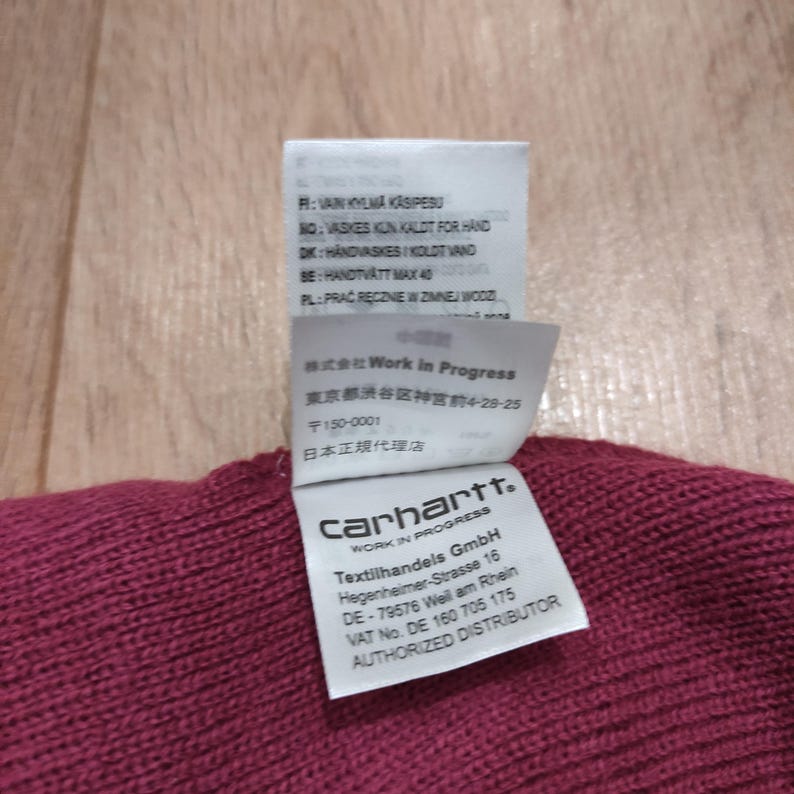 FI : VAIN KYLMÄ KÄSIPESU
NO : VASKES KUN KALDT FOR HÅND
DK : HÅNDVASKES I KOLDT VAND
SE : HANDTVÄTT MAX 40
PL : PRAĆ RĘCZNIE W ZIMNEJ WODZI
株式会社Work in Progress
東京都渋谷区神宮前4-28-25
〒150-0001
日本正規代理店
carhartt®
WORK IN PROGRESS
Textilhandels GmbH
Hegenheimer-Strasse 16
DE - 79576 Weil am Rhein
VAT No. DE 160 705 175
AUTHORIZED DISTRIBUTOR